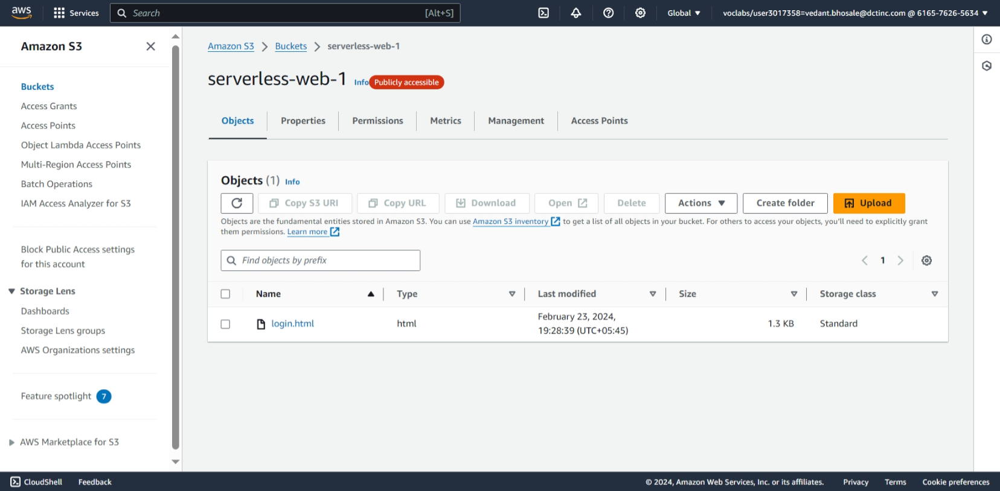 aws
Services
Search
[Alt+S]
Global
voclabs/user3017358=vedant.bhosale@dctinc.com @ 6165-7626-5634
Amazon S3
Buckets
Access Grants
Access Points
Object Lambda Access Points
Multi-Region Access Points
Batch Operations
IAM Access Analyzer for S3
Block Public Access settings
for this account
Storage Lens
Dashboards
Storage Lens groups
AWS Organizations settings
Feature spotlight 7
AWS Marketplace for S3
Amazon S3 > Buckets > serverless-web-1
serverless-web-1 Info Publicly accessible
Objects Properties Permissions Metrics Management Access Points
Objects (1) Info
Copy S3 URI Copy URL Download Open Delete Actions Create folder Upload
Objects are the fundamental entities stored in Amazon S3. You can use Amazon S3 inventory to get a list of all objects in your bucket. For others to access your objects, you'll need to explicitly grant
them permissions. Learn more
Find objects by prefix
1
Name Type Last modified Size Storage class
login.html html February 23, 2024, 1.3 KB Standard
19:28:39 (UTC+05:45)
CloudShell Feedback © 2024, Amazon Web Services, Inc. or its affiliates. Privacy Terms Cookie preferences